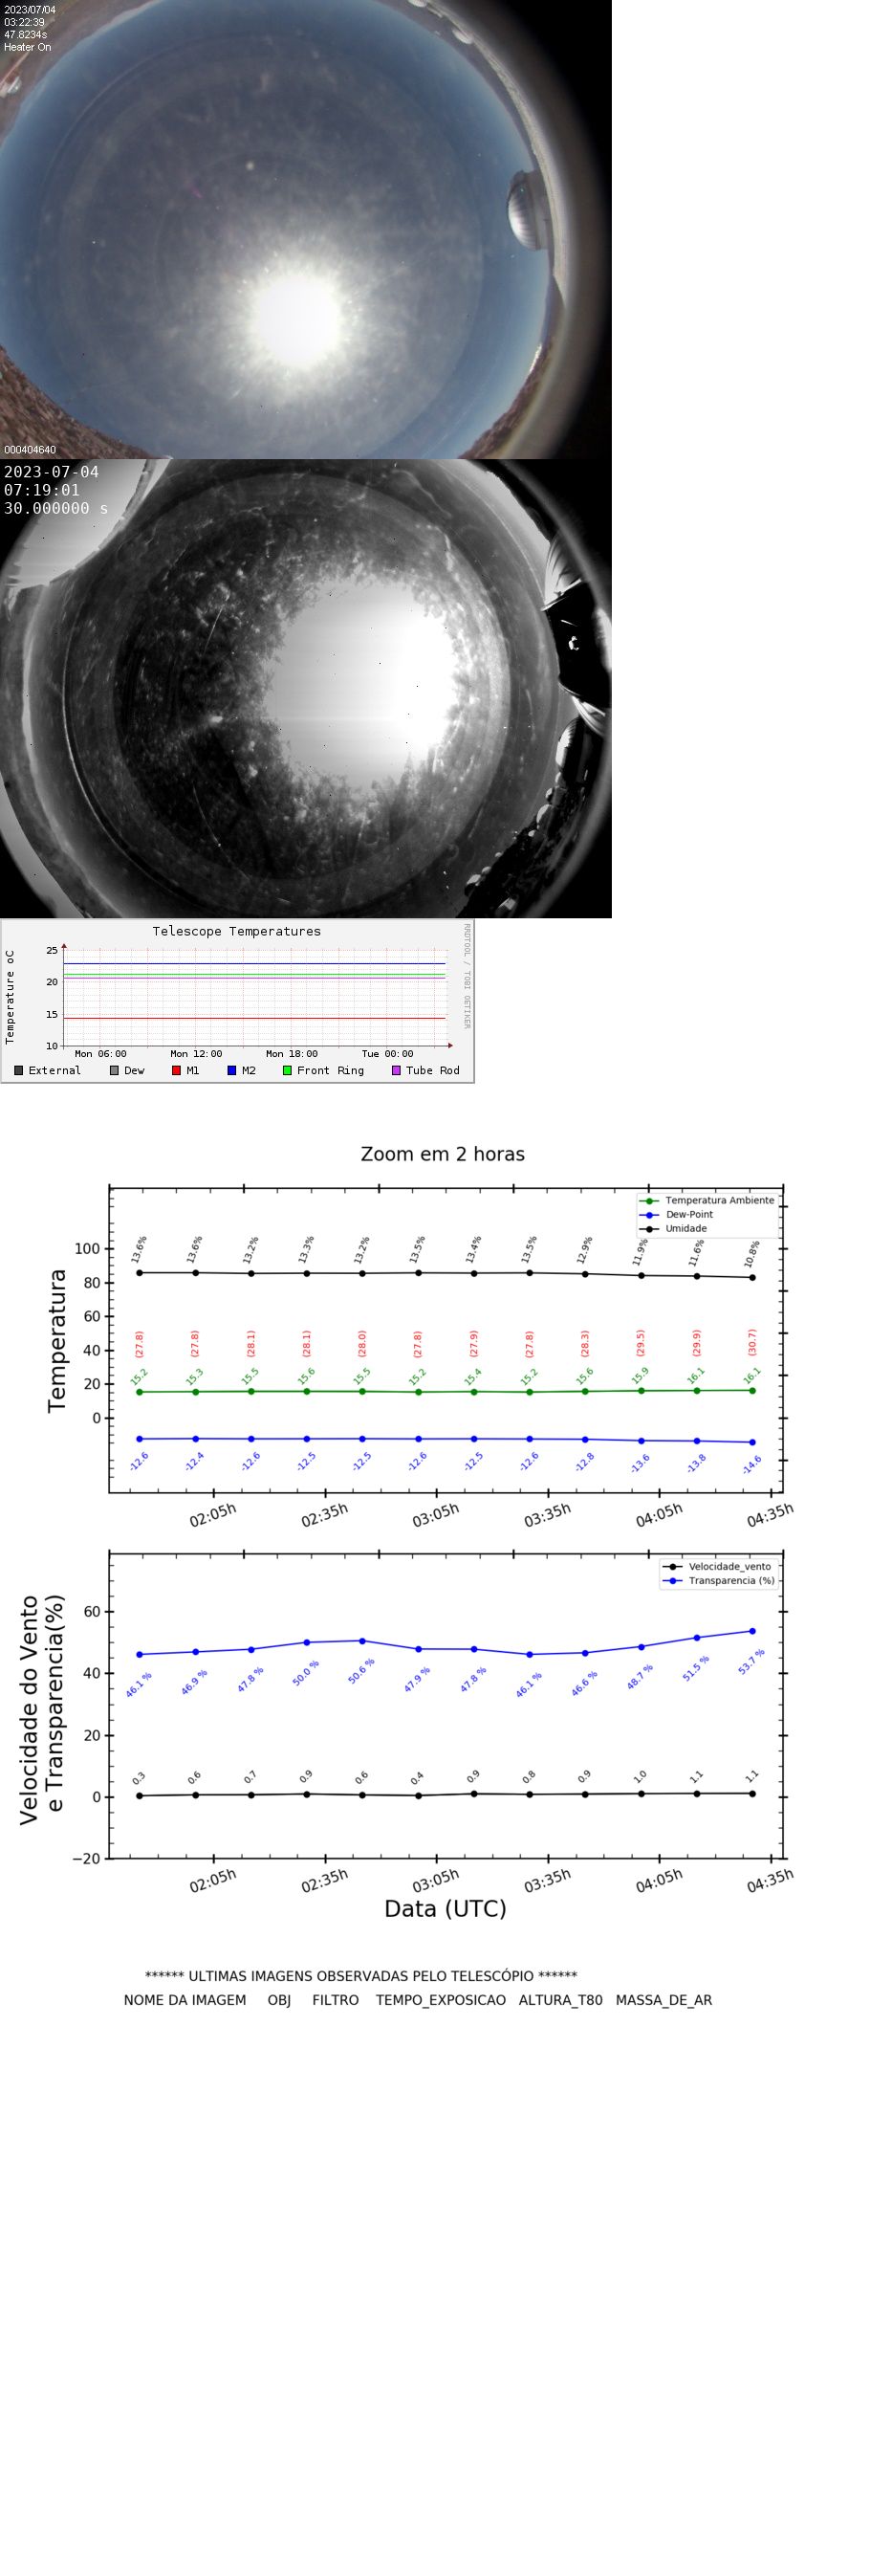 2023/07/04
03:22:39
47.8234s
Heater On
000404640
2023-07-04
07:19:01
30.000000 s
Telescope Temperatures
RRDTOOL / TOBI OETIKER
Temperature oC
25
20
15
10
Mon 06:00 Mon 12:00 Mon 18:00 Tue 00:00
External Dew M1 M2 Front Ring Tube Rod
Zoom em 2 horas
Temperatura Ambiente
Dew-Point
Umidade
Temperatura
100
80
60
40
20
0
13.6% 13.6% 13.2% 13.3% 13.2% 13.5% 13.4% 13.5% 12.9% 11.9% 11.6% 10.8%
(27.8) (27.8) (28.1) (28.1) (28.0) (27.8) (27.9) (27.8) (28.3) (29.5) (29.9) (30.7)
15.2 15.3 15.5 15.6 15.5 15.2 15.4 15.2 15.6 15.9 16.1 16.1
-12.6 -12.4 -12.6 -12.5 -12.5 -12.6 -12.5 -12.6 -12.8 -13.6 -13.8 -14.6
02:05h 02:35h 03:05h 03:35h 04:05h 04:35h
Velocidade_vento
Transparencia (%)
Velocidade do Vento
e Transparencia(%)
60
40
20
0
−20
46.1 % 46.9 % 47.8 % 50.0 % 50.6 % 47.9 % 47.8 % 46.1 % 46.6 % 48.7 % 51.5 % 53.7 %
0.3 0.6 0.7 0.9 0.6 0.4 0.9 0.8 0.9 1.0 1.1 1.1
02:05h 02:35h 03:05h 03:35h 04:05h 04:35h
Data (UTC)
****** ULTIMAS IMAGENS OBSERVADAS PELO TELESCÓPIO ******
NOME DA IMAGEM OBJ FILTRO TEMPO_EXPOSICAO ALTURA_T80 MASSA_DE_AR